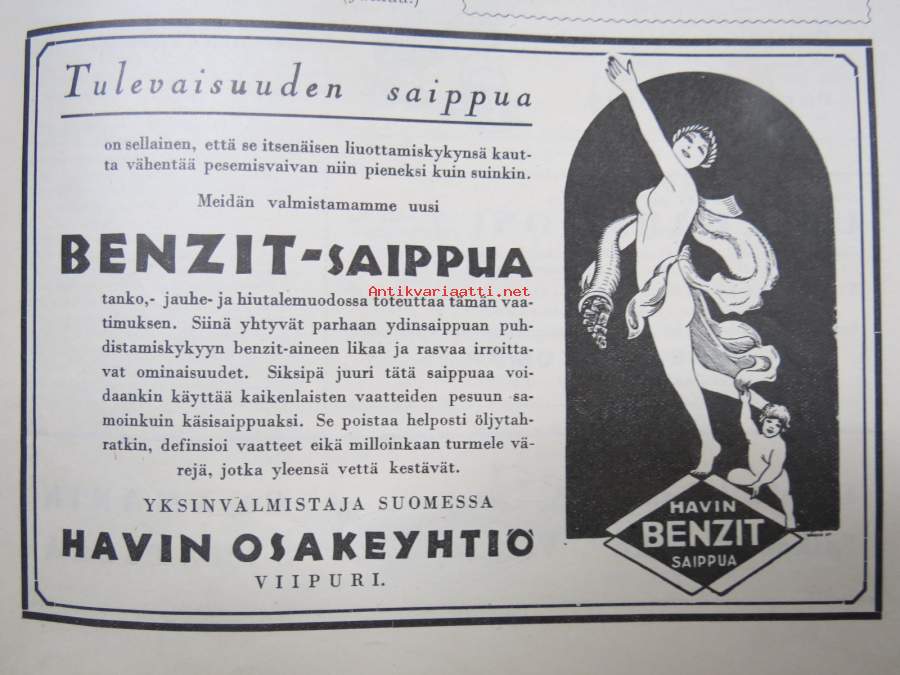 Tulevaisuuden saippua
on sellainen, että se itsenäisen liuottamiskykynsä kaut-
ta vähentää pesemisvaivan niin pieneksi kuin suinkin.
Meidän valmistamamme uusi
BENZIT-SAIPPUA
Antikvariaatti.net
tanko,- jauhe- ja hiutalemuodossa toteuttaa tämän vaa-
timuksen. Siinä yhtyvät parhaan ydinsaippuan puh-
distamiskykyyn benzit-aineen likaa ja rasvaa irroitta-
vat ominaisuudet. Siksipä juuri tätä saippuaa voi-
daankin käyttää kaikenlaisten vaatteiden pesuun sa-
moinkuin käsisaippuaksi. Se poistaa helposti öljytah-
ratkin, definsioi vaatteet eikä milloinkaan turmele vä-
rejä, jotka yleensä vettä kestävät.
YKSINVALMISTAJA SUOMESSA
HAVIN OSAKEYHTIÖ
VIIPURI.
HAVIN
BENZIT
SAIPPUA